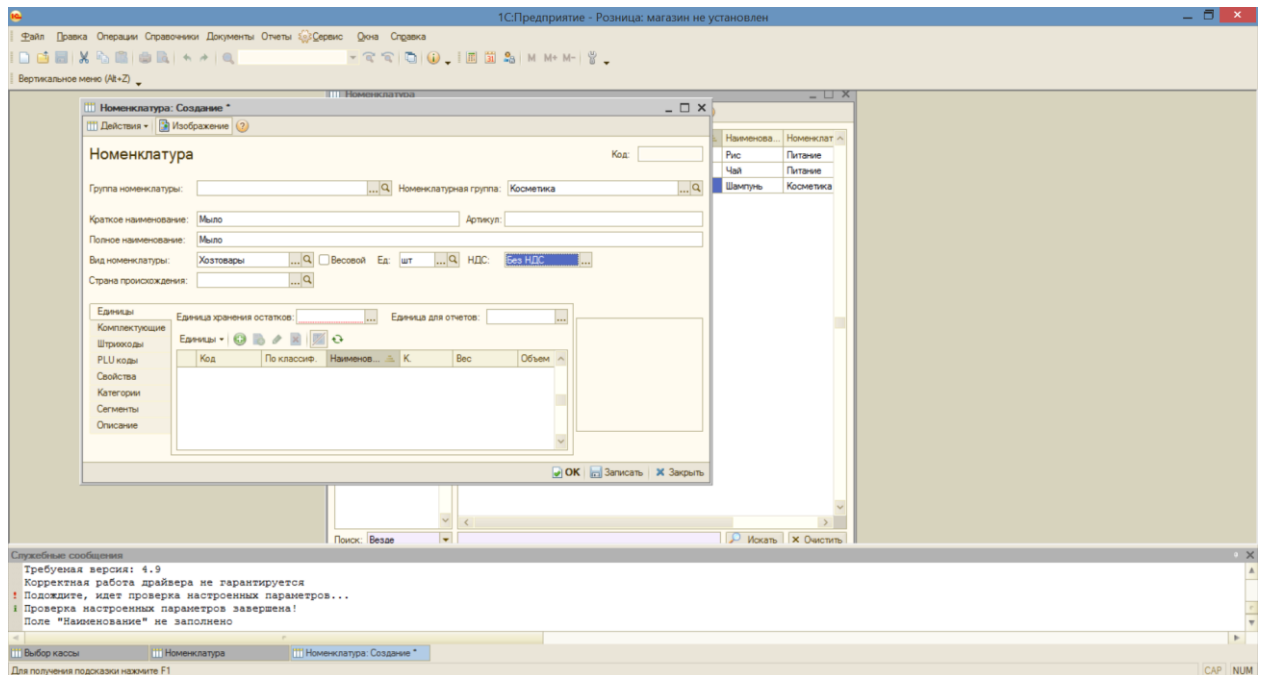 1С:Предприятие - Розница: магазин не установлен
Файл Правка Операции Справочники Документы Отчеты Сервис Окна Справка
M M+ M-
Вертикальное меню (Alt+Z)
Номенклатура
Номенклатура: Создание *
Действия Изображение
Номенклатура Код:
Наименова... Номенклат
Рис Питание
Чай Питание
Шампунь Косметика
Группа номенклатуры: ... Номенклатурная группа: Косметика ...
Краткое наименование: Мыло Артикул:
Полное наименование: Мыло
Вид номенклатуры: Хозтовары ... Весовой Ед: шт ... НДС: Без НДС ...
Страна происхождения: ...
Единицы
Комплектующие
Штрихкоды
PLU коды
Свойства
Категории
Сегменты
Описание
Единица хранения остатков: ... Единица для отчетов: ...
Единицы
Код По классиф. Наименов... К. Вес Объем
OK Записать Закрыть
Поиск: Везде Искать Очистить
Служебные сообщения
Требуемая версия: 4.9
Корректная работа драйвера не гарантируется
Подождите, идет проверка настроенных параметров...
Проверка настроенных параметров завершена!
Поле "Наименование" не заполнено
Выбор кассы Номенклатура Номенклатура: Создание *
Для получения подсказки нажмите F1 CAP NUM